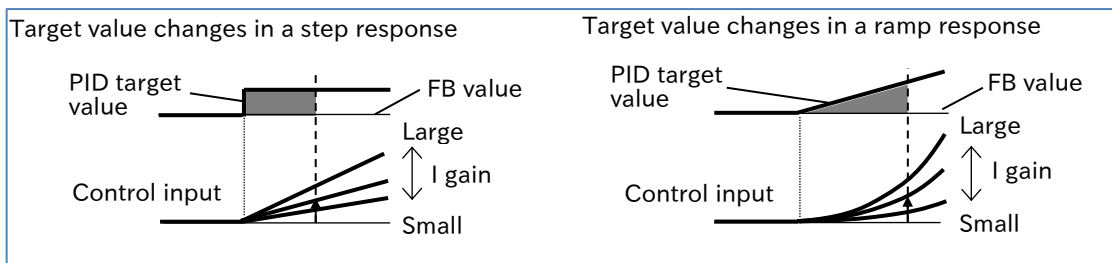 Target value changes in a step response
PID target
value
FB value
Large
I gain
Control input
Small
Target value changes in a ramp response
PID target
value
FB value
Large
I gain
Control input
Small